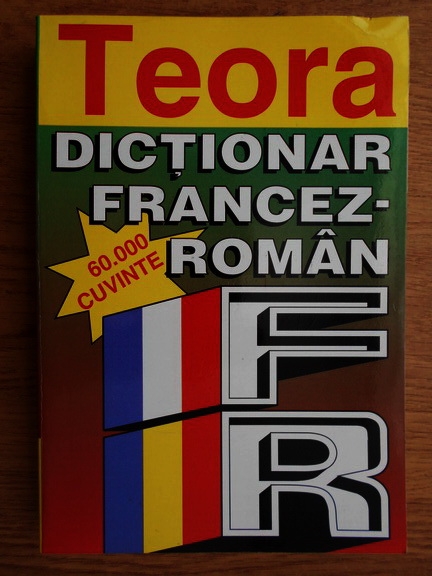 Teora
DICȚIONAR
FRANCEZ-
ROMÂN
60.000
CUVINTE
F
R